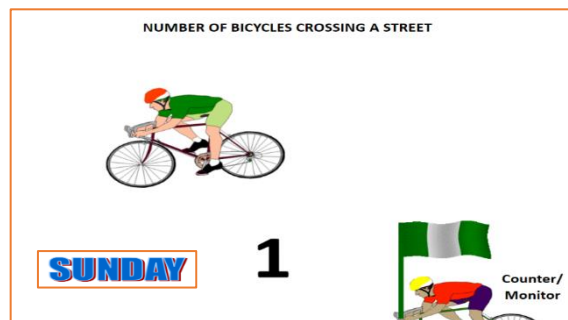 NUMBER OF BICYCLES CROSSING A STREET
SUNDAY
1
Counter/
Monitor